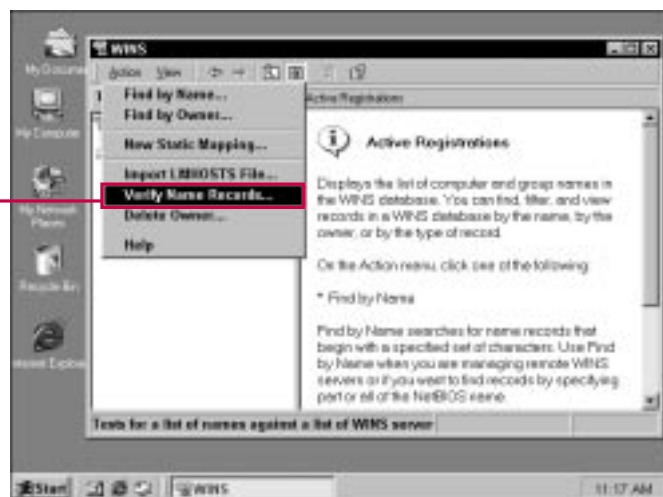 WINS
My Docume
Action View
Find by Name...
Find by Owner...
New Static Mapping...
Import LMHOSTS File...
Verify Name Records...
Delete Owner...
Help
Active Registrations
Active Registrations
Displays the list of computer and group names in
the WINS database. You can find, filter, and view
records in a WINS database by the name, by the
owner, or by the type of record.
On the Action menu, click one of the following:
* Find by Name
Find by Name searches for name records that
begin with a specified set of characters. Use Find
by Name when you are managing remote WINS
servers or if you want to find records by specifying
part or all of the NetBIOS name.
My Computer
My Network
Places
Recycle Bin
nternet Explore
Tests for a list of names against a list of WINS server
Start
WINS
11:17 AM